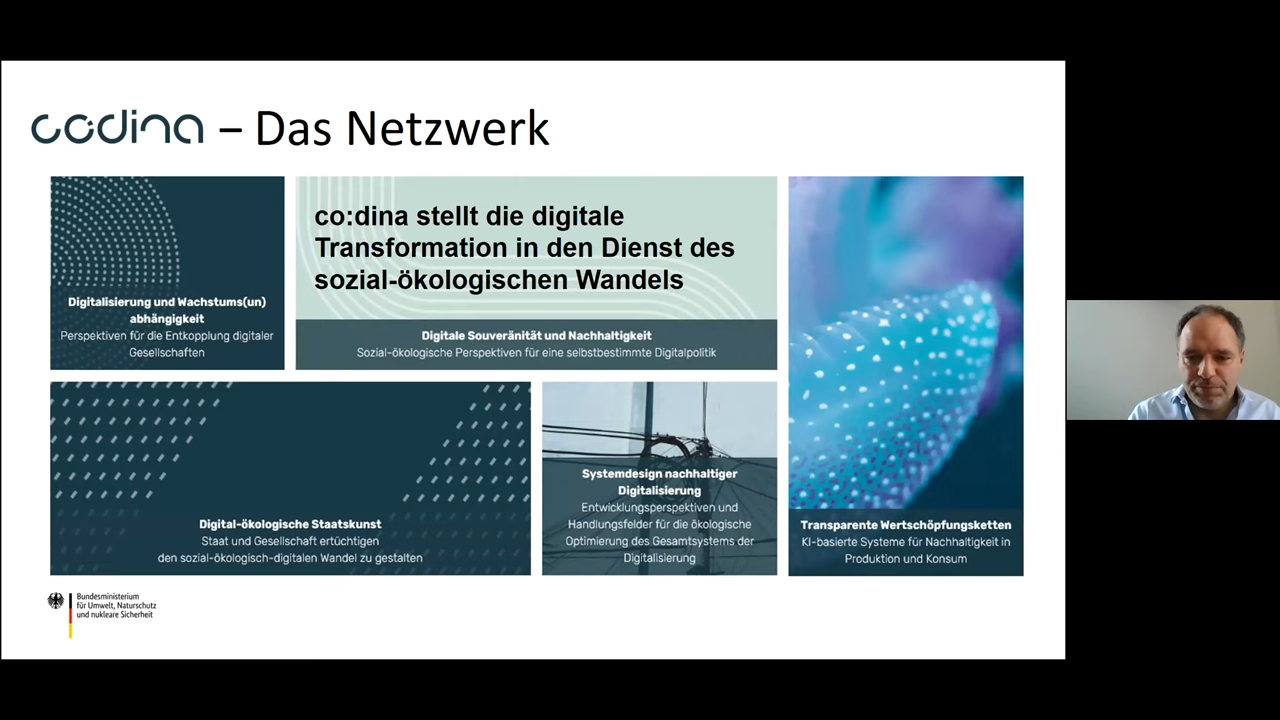 codina – Das Netzwerk
co:dina stellt die digitale
Transformation in den Dienst des
sozial-ökologischen Wandels
Digitalisierung und Wachstums(un)
abhängigkeit
Perspektiven für die Entkopplung digitaler
Gesellschaften
Digitale Souveränität und Nachhaltigkeit
Sozial-ökologische Perspektiven für eine selbstbestimmte Digitalpolitik
Digital-ökologische Staatskunst
Staat und Gesellschaft ertüchtigen
den sozial-ökologisch-digitalen Wandel zu gestalten
Systemdesign nachhaltiger
Digitalisierung
Entwicklungsperspektiven und
Handlungsfelder für die ökologische
Optimierung des Gesamtsystems der
Digitalisierung
Transparente Wertschöpfungsketten
KI-basierte Systeme für Nachhaltigkeit in
Produktion und Konsum
Bundesministerium
für Umwelt, Naturschutz
und nukleare Sicherheit